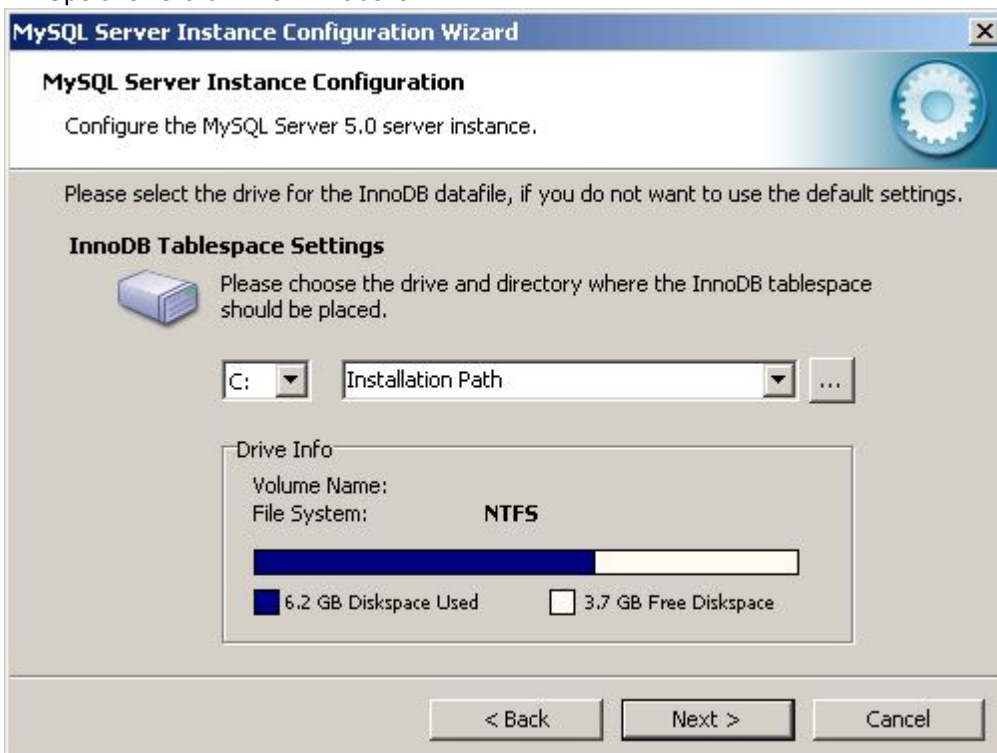 MySQL Server Instance Configuration Wizard
MySQL Server Instance Configuration
Configure the MySQL Server 5.0 server instance.
Please select the drive for the InnoDB datafile, if you do not want to use the default settings.
InnoDB Tablespace Settings
Please choose the drive and directory where the InnoDB tablespace
should be placed.
C: Installation Path ...
Drive Info
Volume Name:
File System: NTFS
6.2 GB Diskspace Used 3.7 GB Free Diskspace
< Back Next > Cancel